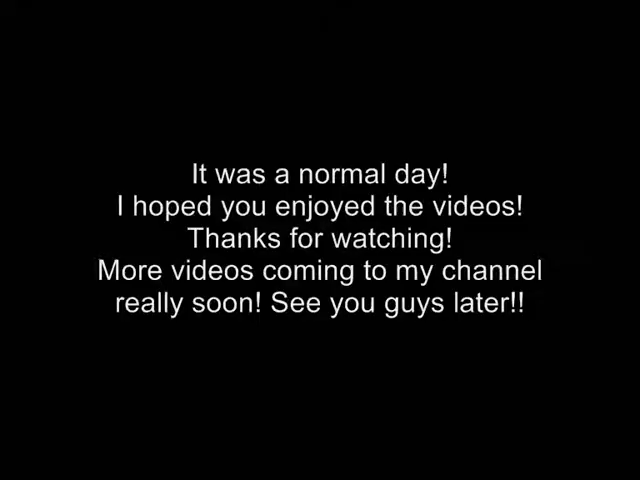 It was a normal day!
I hoped you enjoyed the videos!
Thanks for watching!
More videos coming to my channel
really soon! See you guys later!!